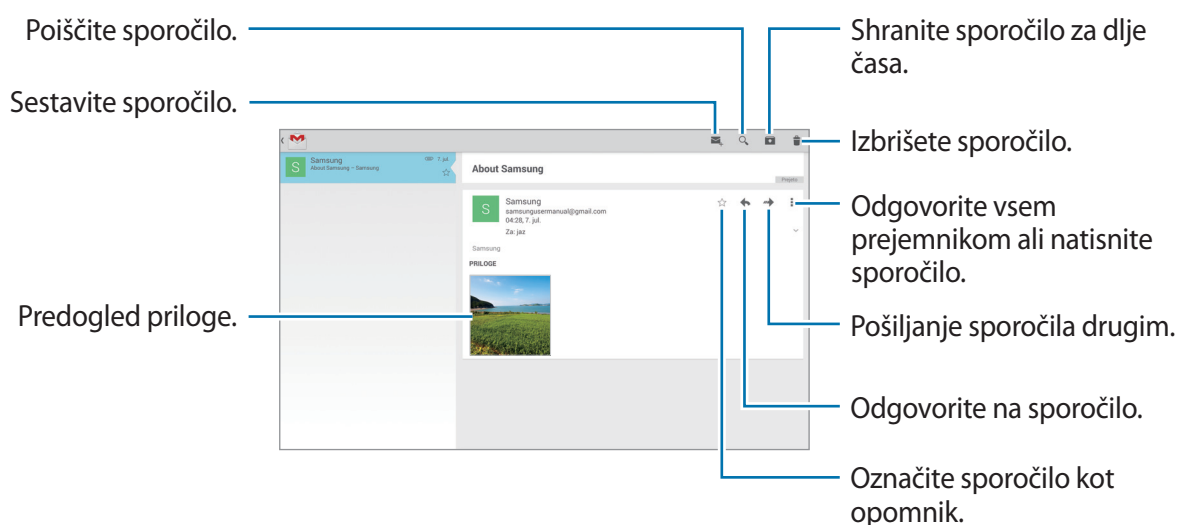 Poiščite sporočilo.
Sestavite sporočilo.
Predogled priloge.
S
Samsung
7. jul.
About Samsung – Samsung
About Samsung
Prejeto
S
Samsung
samsungusermanual@gmail.com
04:28, 7. jul.
Za: jaz
Samsung
PRILOGE
Shranite sporočilo za dlje
časa.
Izbrišete sporočilo.
Odgovorite vsem
prejemnikom ali natisnite
sporočilo.
Pošiljanje sporočila drugim.
Odgovorite na sporočilo.
Označite sporočilo kot
opomnik.